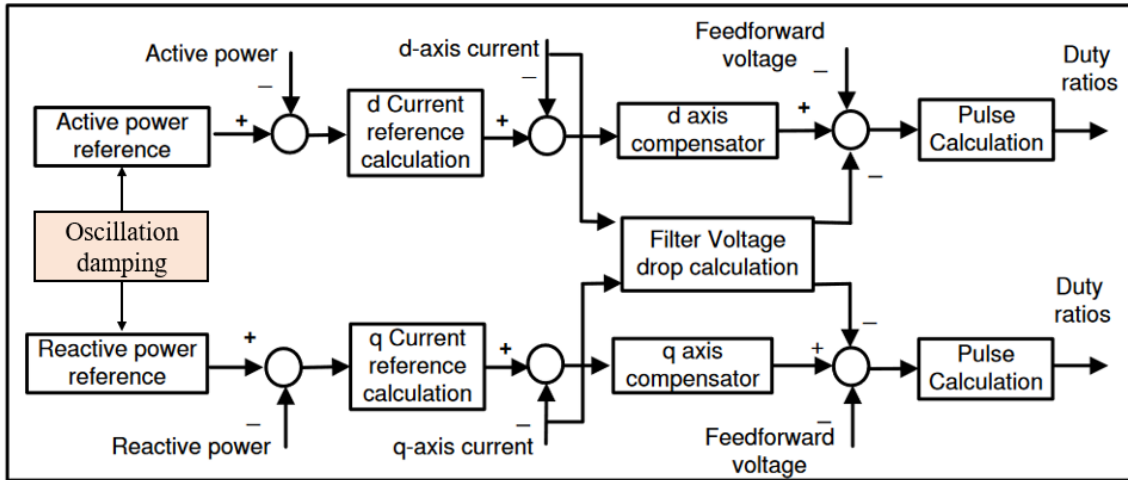 Active power
d-axis current
Feedforward
voltage
Duty
ratios
−
−
−
+
+
+
Active power
reference
d Current
reference
calculation
d axis
compensator
Pulse
Calculation
−
Oscillation
damping
Filter Voltage
drop calculation
Duty
ratios
−
+
+
+
Reactive power
reference
q Current
reference
calculation
q axis
compensator
Pulse
Calculation
−
−
−
Reactive power
q-axis current
Feedforward
voltage